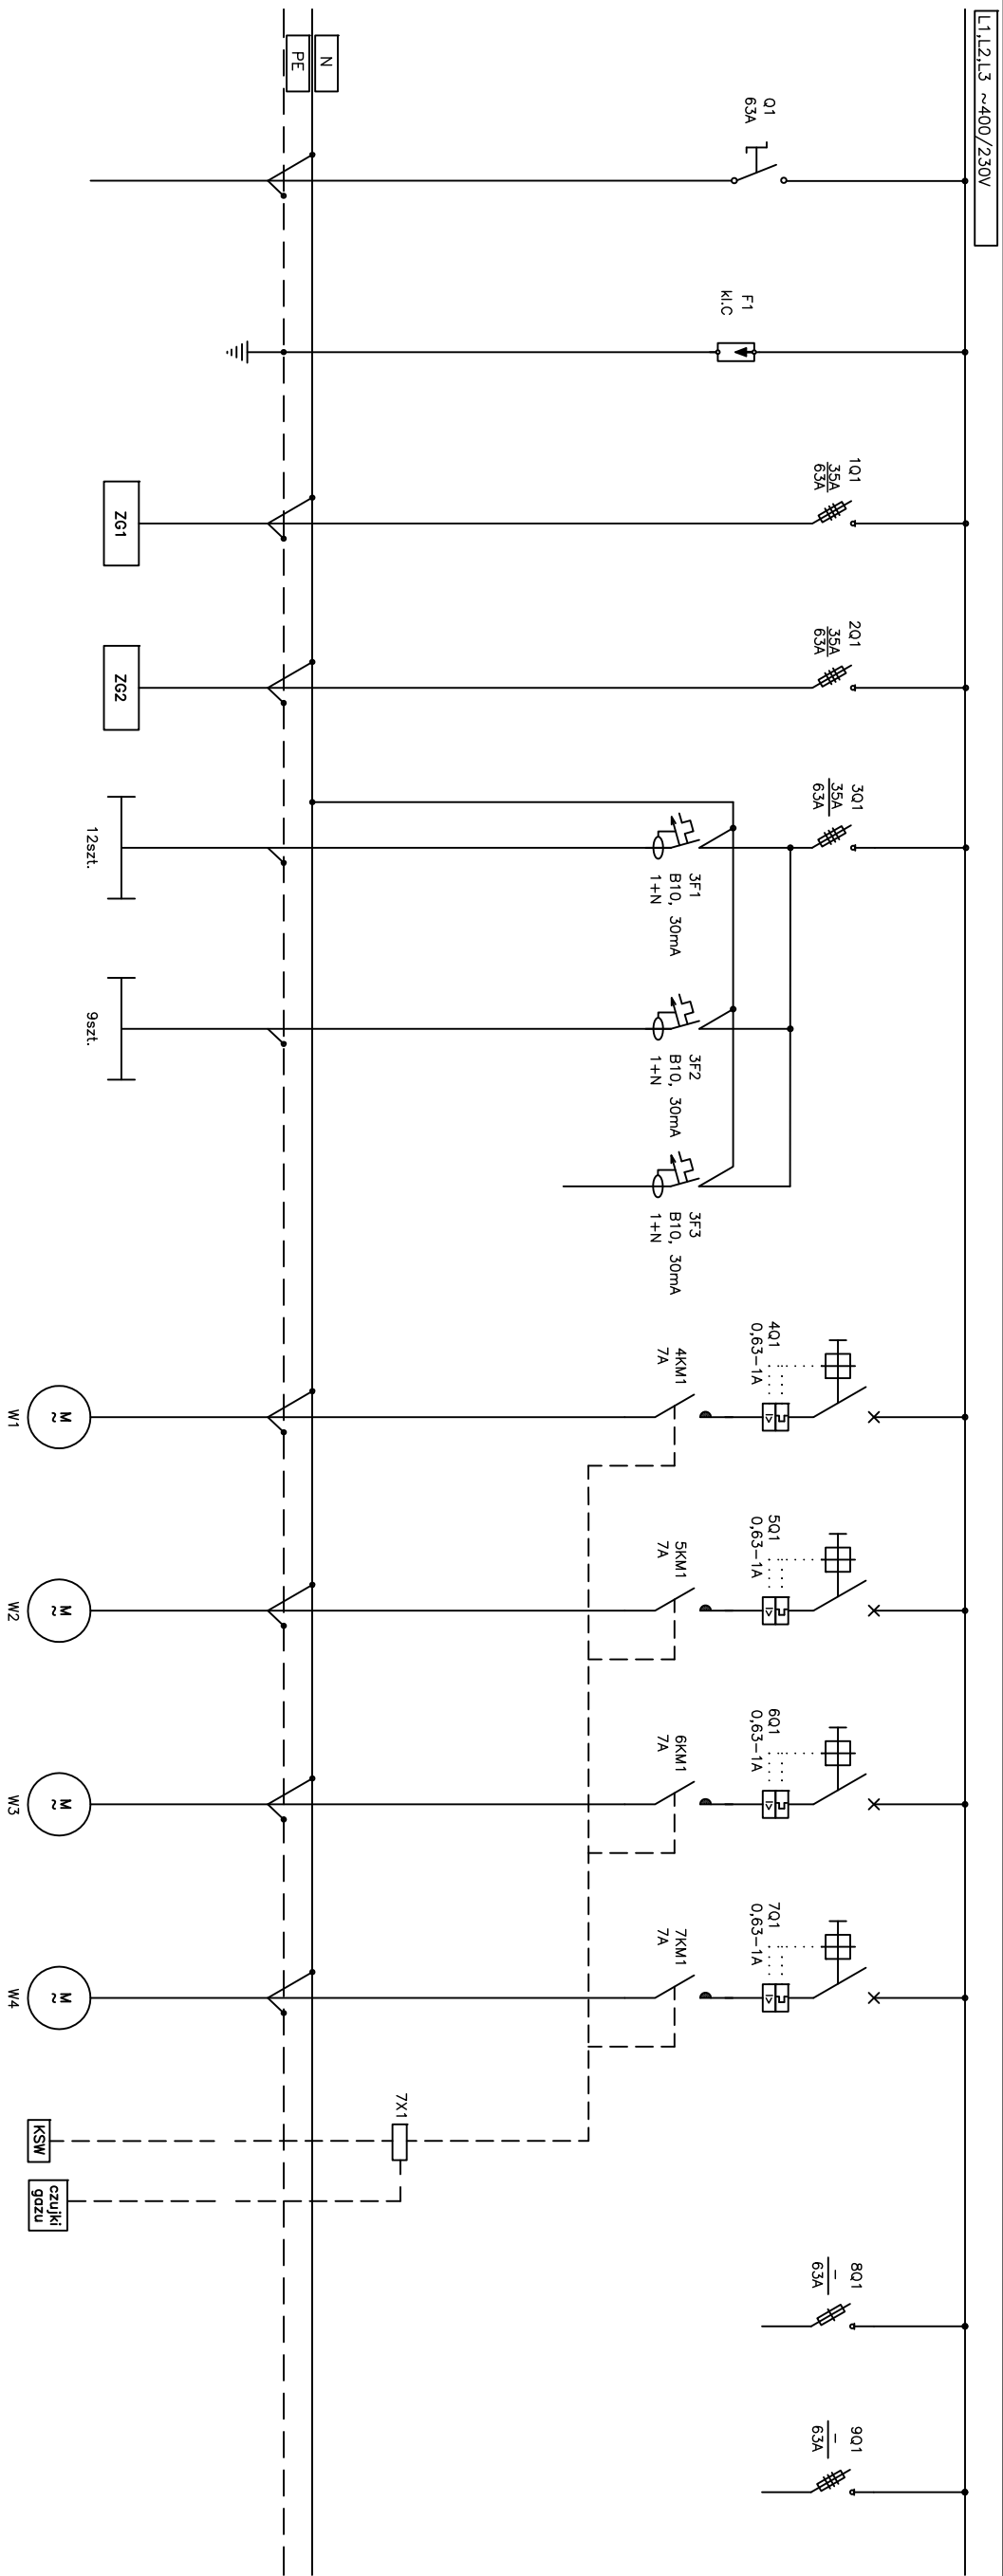 L1,L2,L3 ~400/230V
N
PE
Q1
63A
F1
kl.C
1Q1
35A
63A
ZG1
2Q1
35A
63A
ZG2
3Q1
35A
63A
3F1
B10, 30mA
1+N
12szt.
3F2
B10, 30mA
1+N
9szt.
3F3
B10, 30mA
1+N
4Q1
0,63-1A
I>
4KM1
7A
M
~
W1
5Q1
0,63-1A
I>
5KM1
7A
M
~
W2
6Q1
0,63-1A
I>
6KM1
7A
M
~
W3
7Q1
0,63-1A
I>
7KM1
7A
M
~
W4
7X1
KSW
czujki
gazu
8Q1
-
63A
9Q1
-
63A